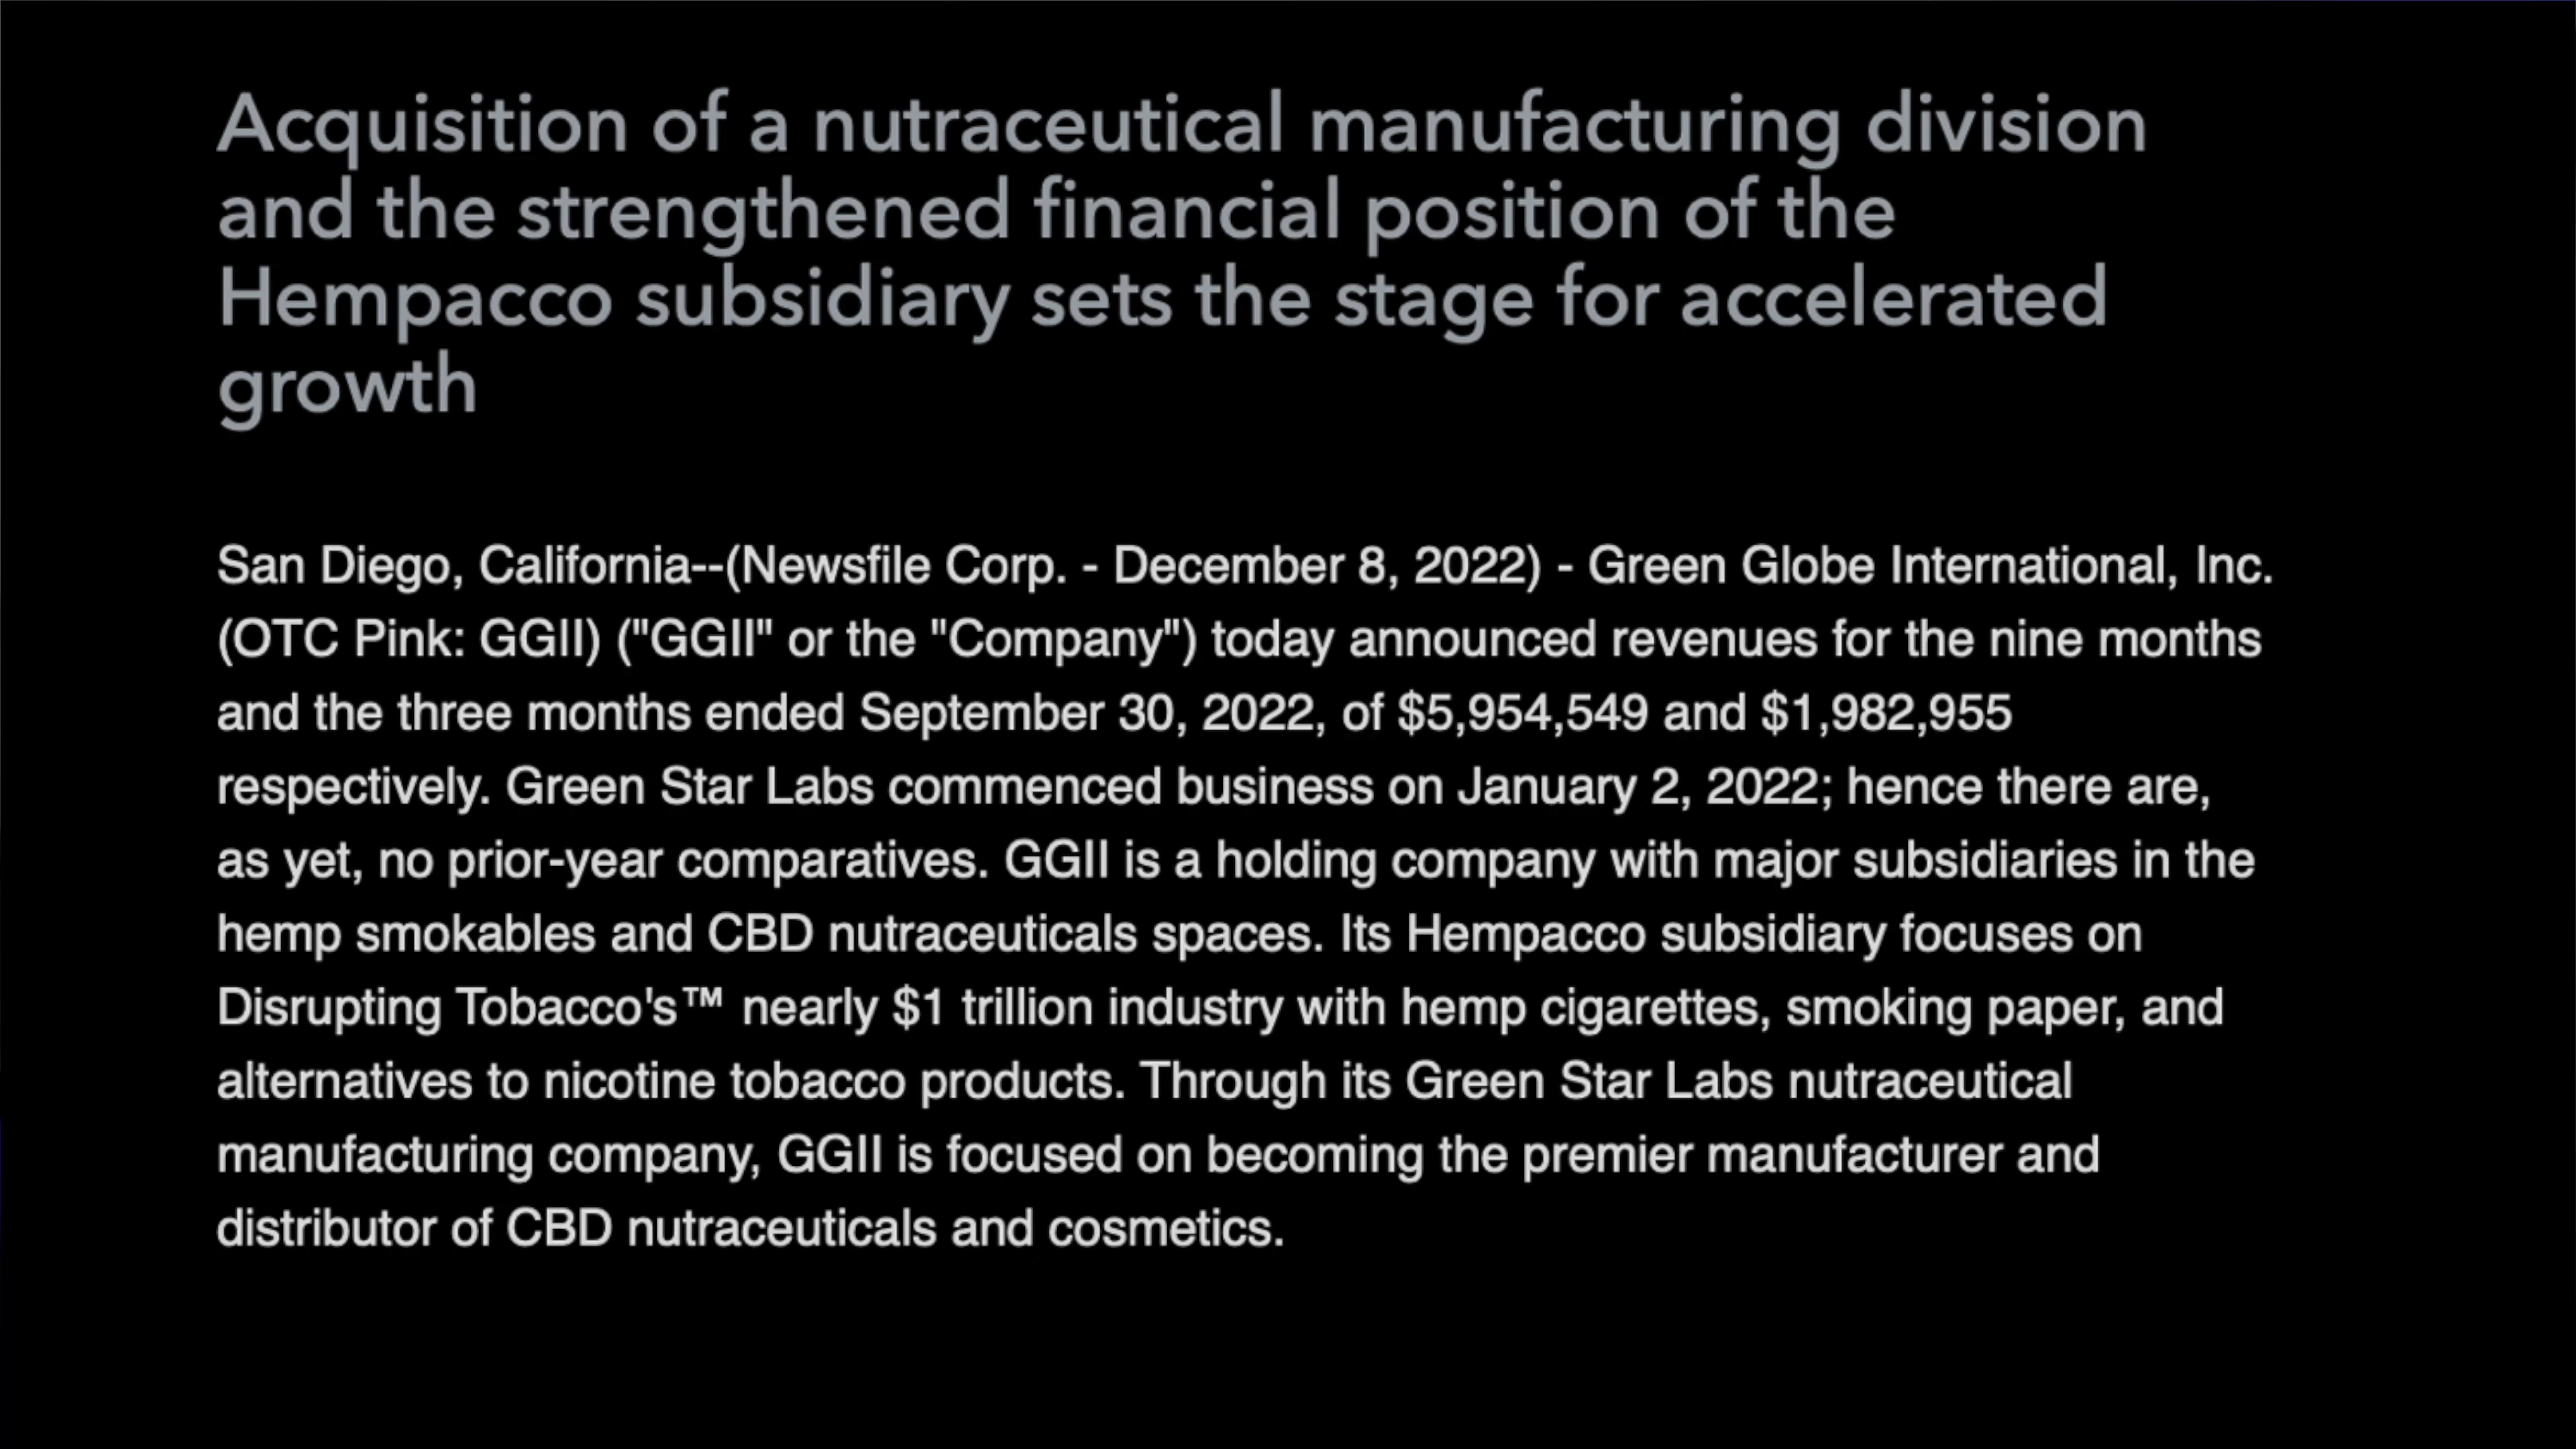 Acquisition of a nutraceutical manufacturing division
and the strengthened financial position of the
Hempacco subsidiary sets the stage for accelerated
growth
San Diego, California--(Newsfile Corp. - December 8, 2022) - Green Globe International, Inc.
(OTC Pink: GGII) ("GGII" or the "Company") today announced revenues for the nine months
and the three months ended September 30, 2022, of $5,954,549 and $1,982,955
respectively. Green Star Labs commenced business on January 2, 2022; hence there are,
as yet, no prior-year comparatives. GGII is a holding company with major subsidiaries in the
hemp smokables and CBD nutraceuticals spaces. Its Hempacco subsidiary focuses on
Disrupting Tobacco's™ nearly $1 trillion industry with hemp cigarettes, smoking paper, and
alternatives to nicotine tobacco products. Through its Green Star Labs nutraceutical
manufacturing company, GGII is focused on becoming the premier manufacturer and
distributor of CBD nutraceuticals and cosmetics.